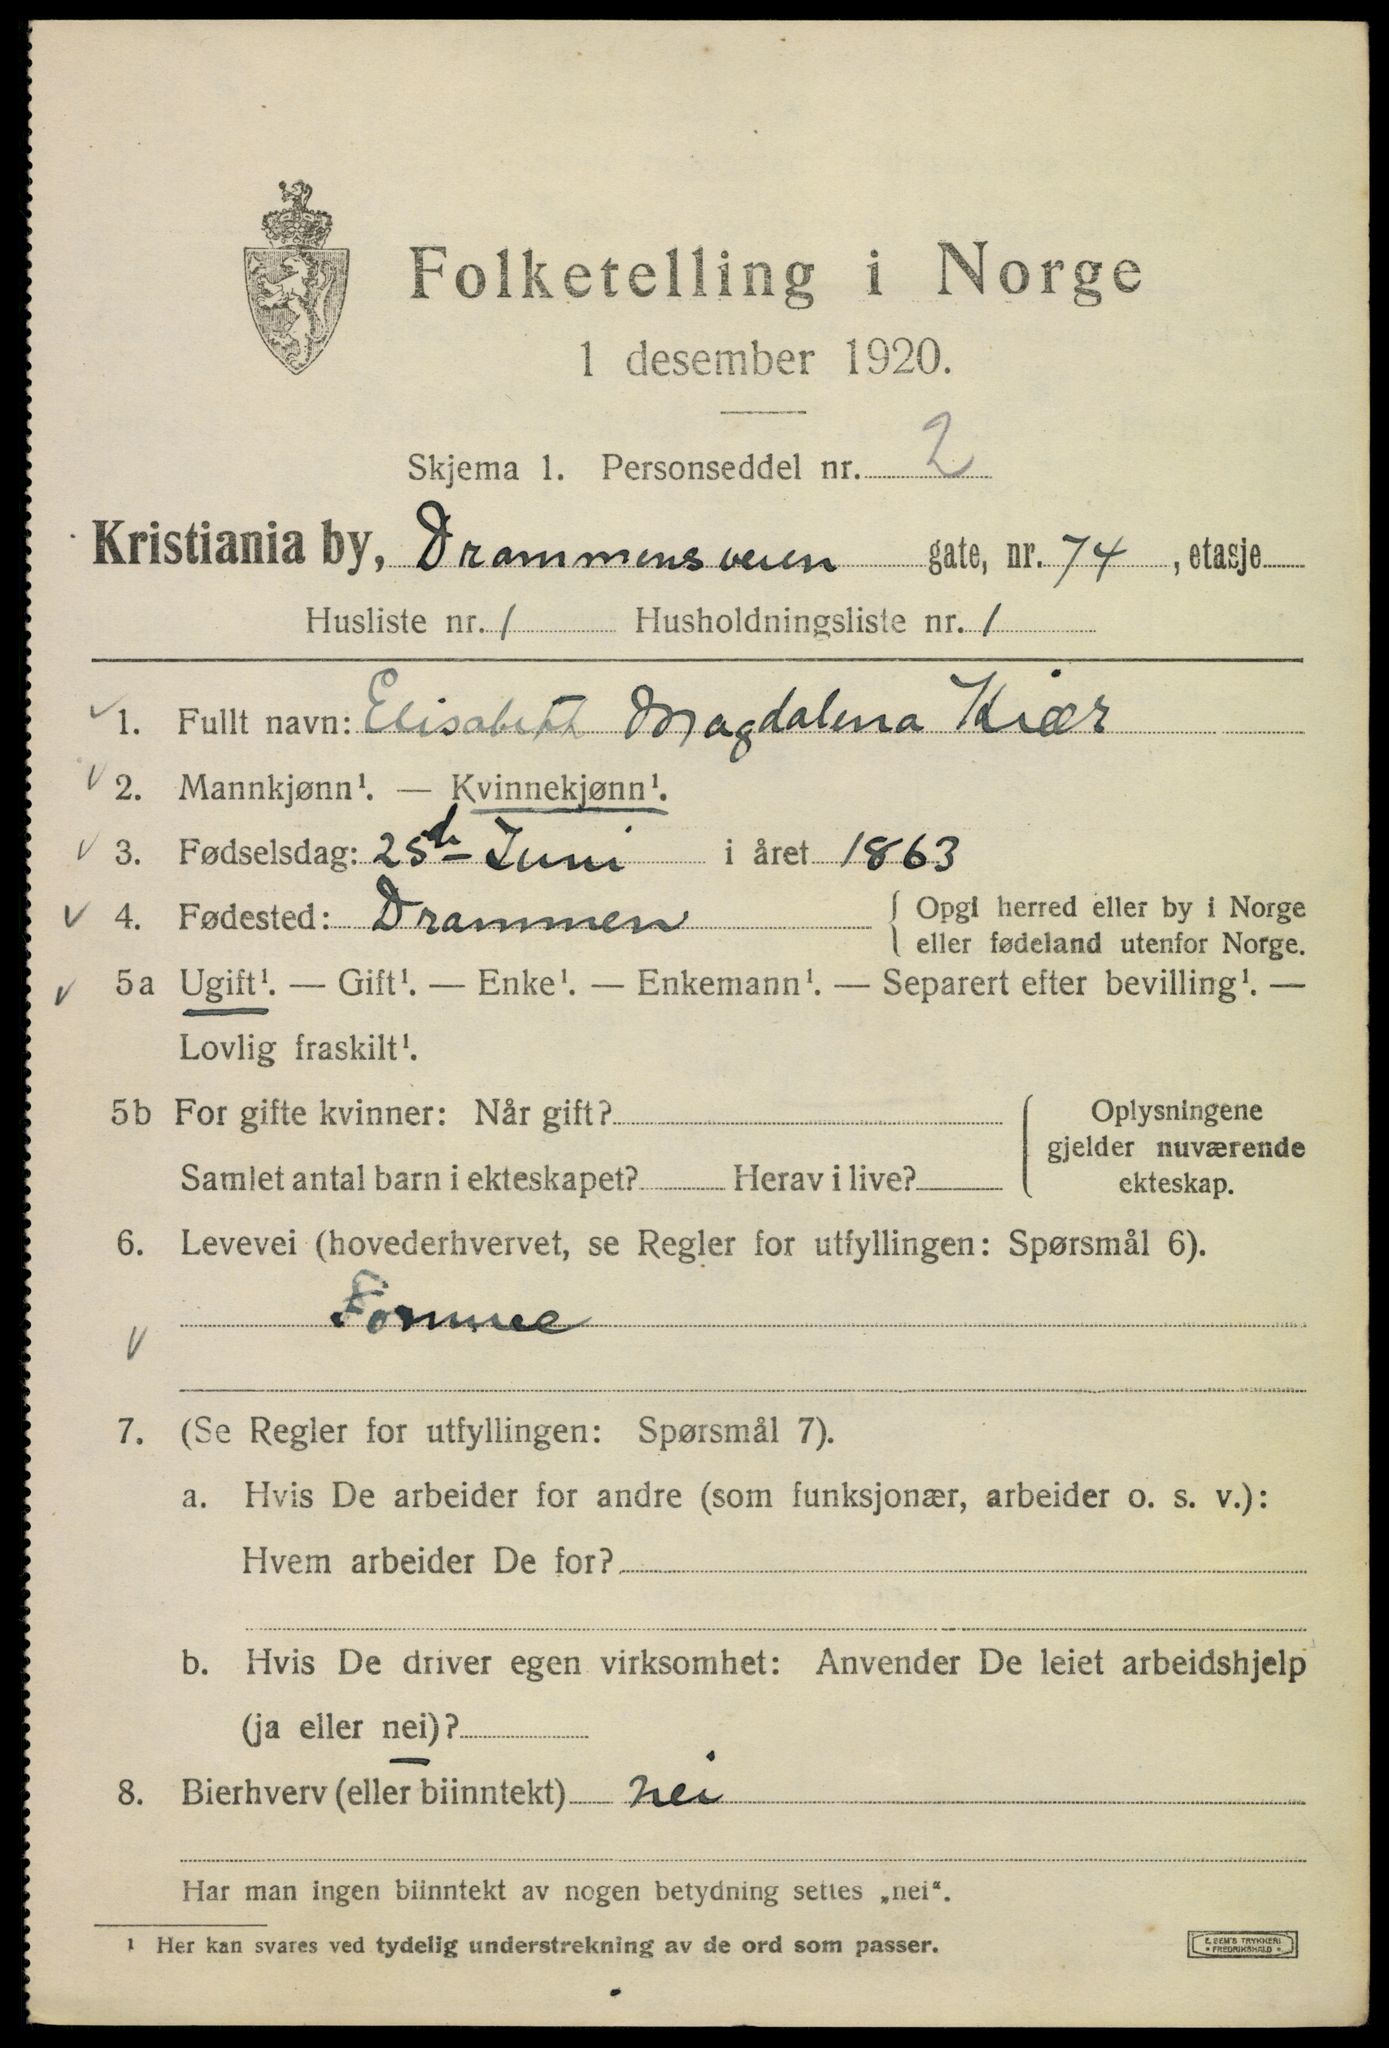 Folketelling i Norge
1 desember 1920.
Skjema 1. Personseddel nr. 2
Kristiania by, Drammensveien gate, nr. 74, etasje
Husliste nr. 1 Husholdningsliste nr. 1
1. Fullt navn: Elisabeth Magdalena Kiær
2. Mannkjønn¹. — Kvinnekjønn¹.
3. Fødselsdag: 25de Juni i året 1863
4. Fødested: Drammen { Opgi herred eller by i Norge
eller fødeland utenfor Norge.
5a Ugift¹. — Gift¹. — Enke¹. — Enkemann¹. — Separert efter bevilling¹. —
Lovlig fraskilt¹.
5b For gifte kvinner: Når gift? { Oplysningene
gjelder nuværende
Samlet antal barn i ekteskapet? Herav i live? ekteskap.
6. Levevei (hovederhvervet, se Regler for utfyllingen: Spørsmål 6).
Formue
7. (Se Regler for utfyllingen: Spørsmål 7).
a. Hvis De arbeider for andre (som funksjonær, arbeider o. s. v.):
Hvem arbeider De for?
b. Hvis De driver egen virksomhet: Anvender De leiet arbeidshjelp
(ja eller nei)?
8. Bierhverv (eller biinntekt) nei
Har man ingen biinntekt av nogen betydning settes „nei“.
¹ Her kan svares ved tydelig understrekning av de ord som passer.
E. SEM'S TRYKKERI
• FREDRIKSHALD •